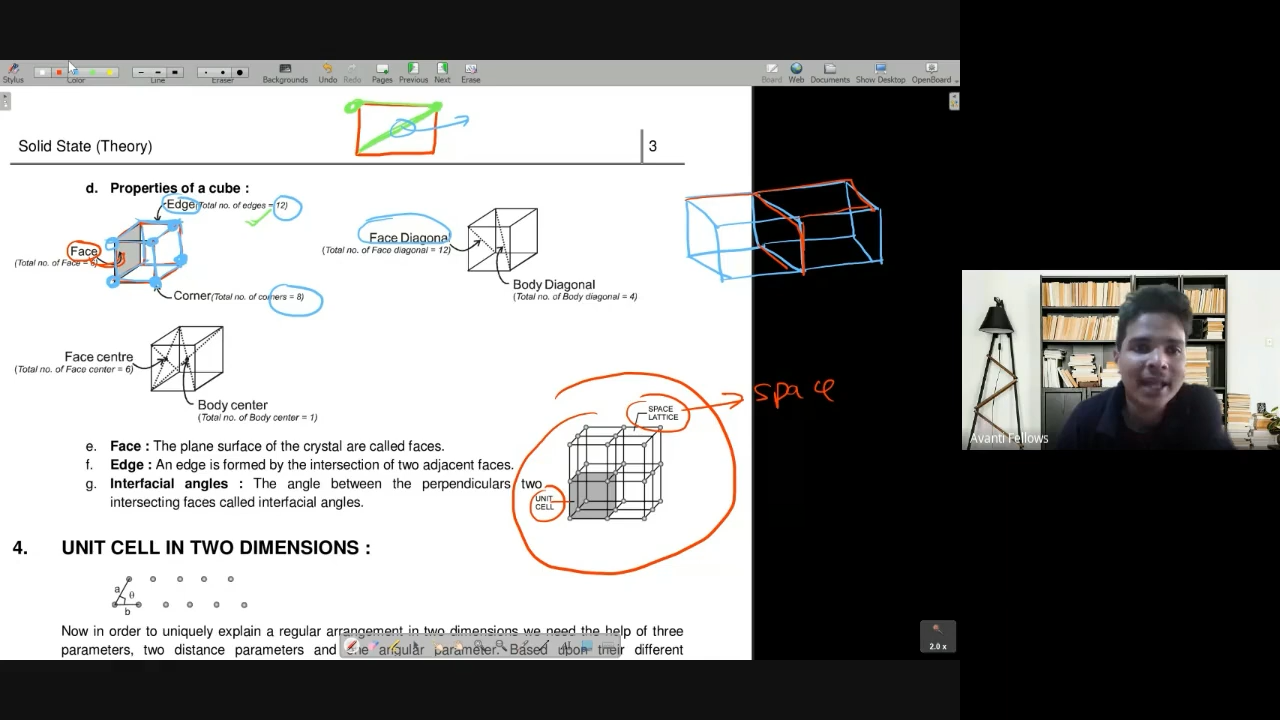 Stylus
Color
Line
Eraser
Backgrounds
Undo
Redo
Pages
Previous
Next
Erase
Board
Web
Documents
Show Desktop
OpenBoard
Solid State (Theory)
3
d. Properties of a cube :
Edge(Total no. of edges = 12)
Face
(Total no. of Face = 6)
Corner(Total no. of corners = 8)
Face Diagonal
(Total no. of Face diagonal = 12)
Body Diagonal
(Total no. of Body diagonal = 4)
Face centre
(Total no. of Face center = 6)
Body center
(Total no. of Body center = 1)
SPACE
LATTICE
space
UNIT
CELL
e. Face : The plane surface of the crystal are called faces.
f. Edge : An edge is formed by the intersection of two adjacent faces.
g. Interfacial angles : The angle between the perpendiculars two
intersecting faces called interfacial angles.
4. UNIT CELL IN TWO DIMENSIONS :
a
θ
b
Now in order to uniquely explain a regular arrangement in two dimensions we need the help of three
parameters, two distance parameters and one angular parameter. Based upon their different
2.0 x
Avanti Fellows